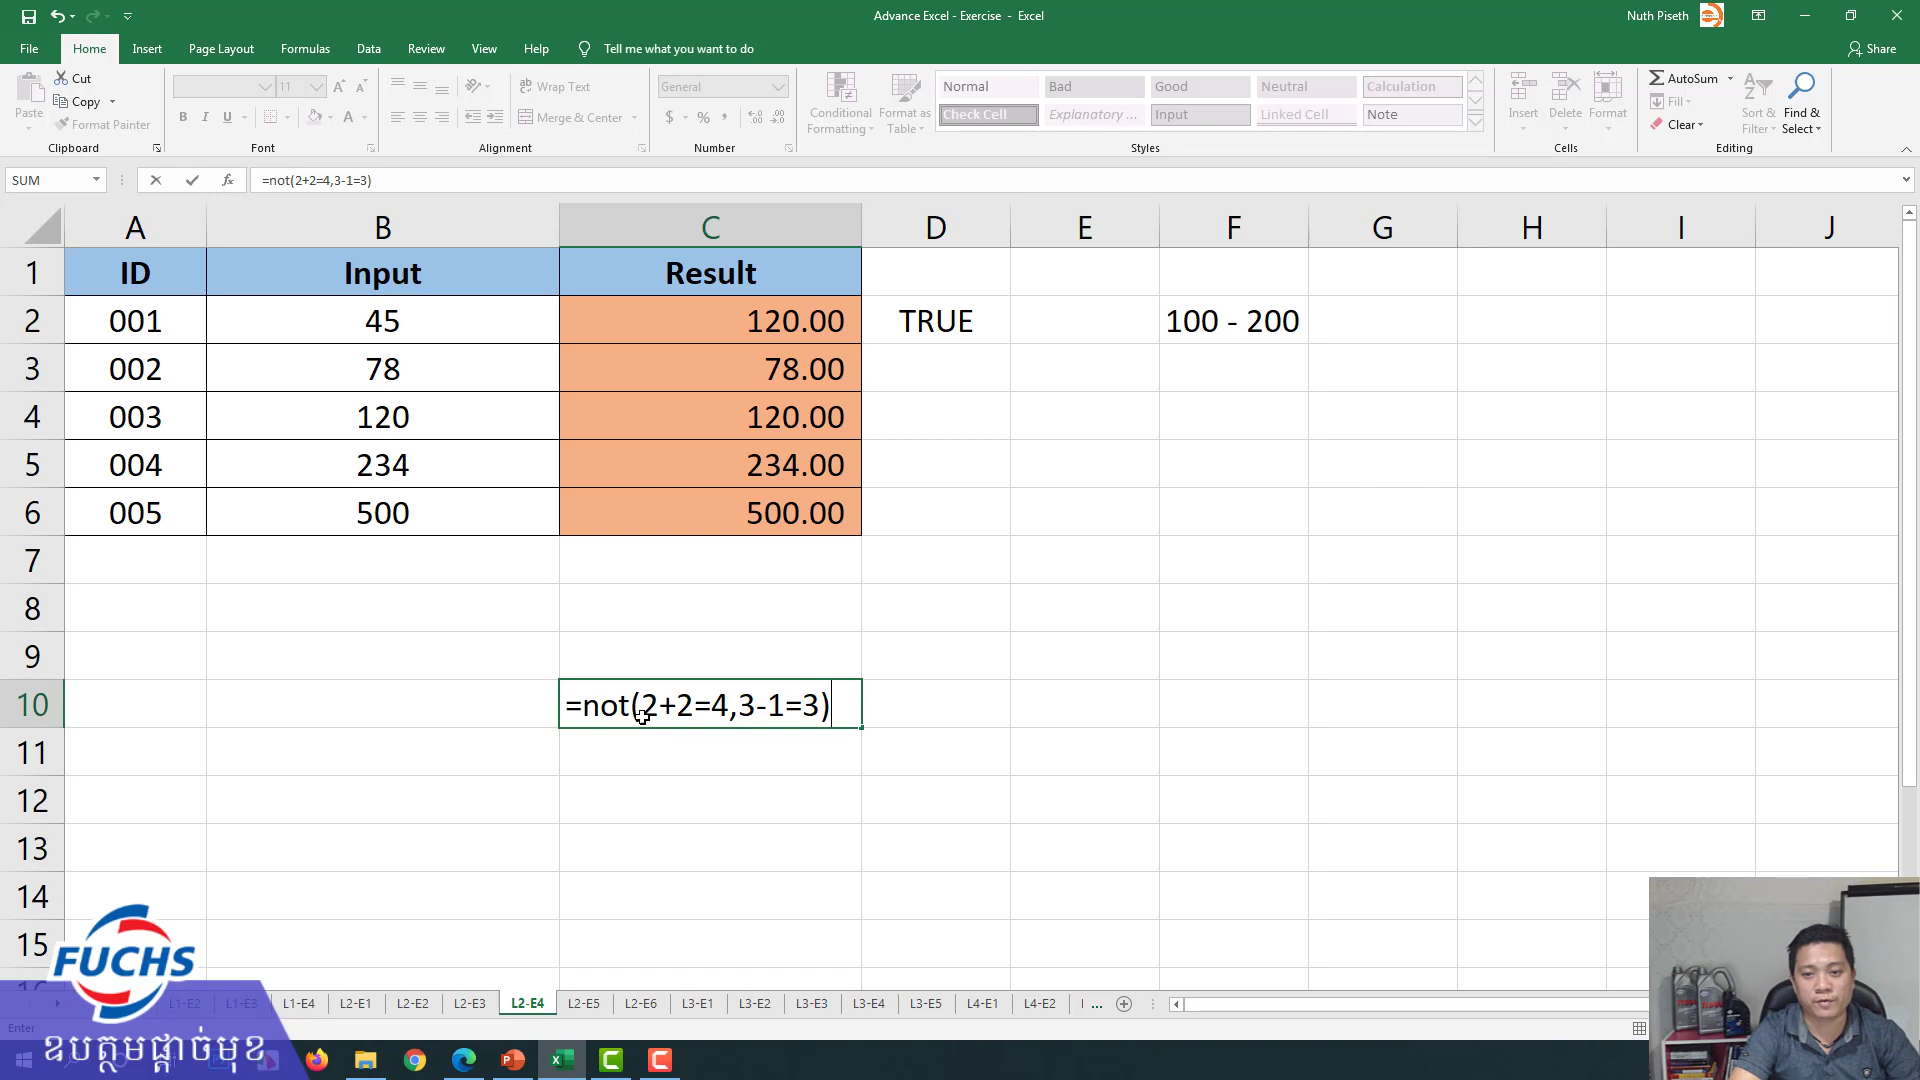 Advance Excel - Exercise - Excel
Nuth Piseth
File Home Insert Page Layout Formulas Data Review View Help Tell me what you want to do
Share
Paste
Cut
Copy
Format Painter
Clipboard
11
Font
Wrap Text
Merge & Center
Alignment
General
Number
Conditional Formatting
Format as Table
Normal Bad Good Neutral Calculation
Check Cell Explanatory ... Input Linked Cell Note
Styles
Insert Delete Format
Cells
AutoSum
Fill
Clear
Sort & Filter
Find & Select
Editing
SUM
=not(2+2=4,3-1=3)
A B C D E F G H I J
1 ID Input Result
2 001 45 120.00 TRUE 100 - 200
3 002 78 78.00
4 003 120 120.00
5 004 234 234.00
6 005 500 500.00
7
8
9
10 =not(2+2=4,3-1=3)
11
12
13
14
15
FUCHS
L1-E2 L1-E3 L1-E4 L2-E1 L2-E2 L2-E3 L2-E4 L2-E5 L2-E6 L3-E1 L3-E2 L3-E3 L3-E4 L3-E5 L4-E1 L4-E2 ...
Enter
ឧបត្ថមផ្តាច់មុខ